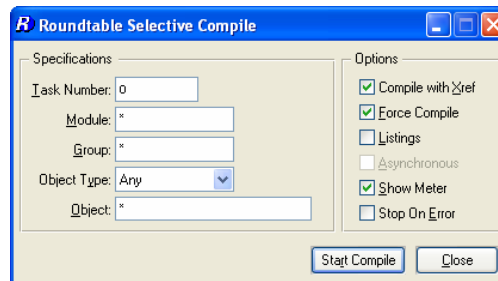 R Roundtable Selective Compile
Specifications
Task Number: 0
Module: *
Group: *
Object Type: Any
Object: *
Options
Compile with Xref
Force Compile
Listings
Asynchronous
Show Meter
Stop On Error
Start Compile
Close